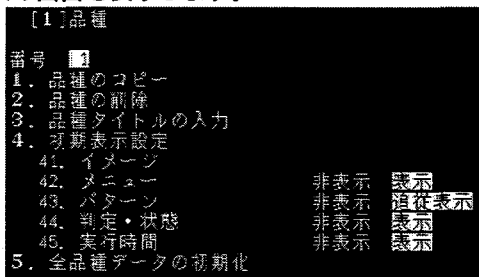 [1]品種
番号 1
1. 品種のコピー
2. 品種の削除
3. 品種タイトルの入力
4. 初期表示設定
41. イメージ
42. メニュー 非表示 表示
43. パターン 非表示 追従表示
44. 判定・状態 非表示 表示
45. 実行時間 非表示 表示
5. 全品種データの初期化